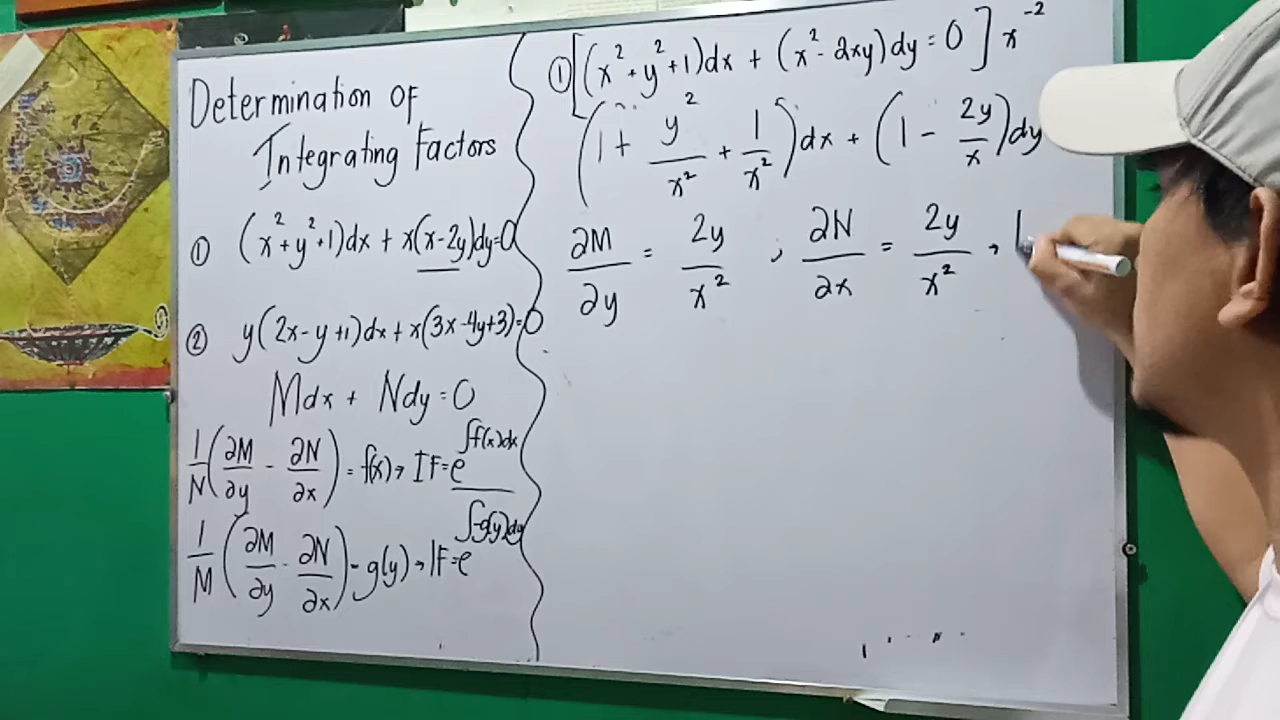 Determination of
Integrating Factors
① (x²+y²+1)dx + x(x-2y)dy=0
② y(2x-y+1)dx + x(3x-4y+3)=0
Mdx + Ndy = 0
1/N (∂M/∂y - ∂N/∂x) = f(x) → IF = e^∫f(x)dx
1/M (∂M/∂y - ∂N/∂x) = g(y) → IF = e^∫-g(y)dy
① [(x²+y²+1)dx + (x²-2xy)dy = 0] x⁻²
(1 + y²/x² + 1/x²)dx + (1 - 2y/x)dy
∂M/∂y = 2y/x² ; ∂N/∂x = 2y/x² ,